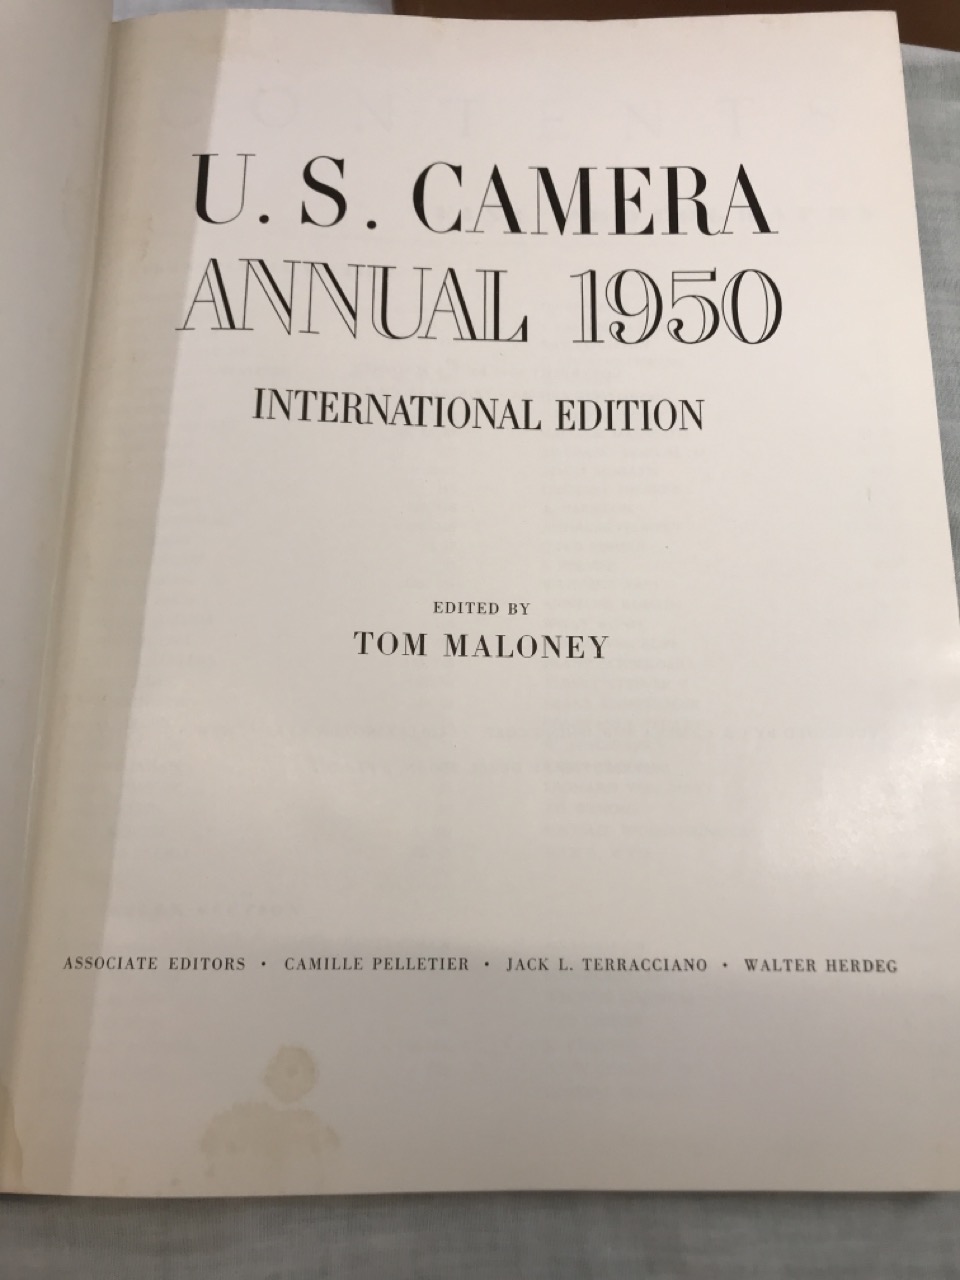 U. S. CAMERA
ANNUAL 1950
INTERNATIONAL EDITION
EDITED BY
TOM MALONEY
ASSOCIATE EDITORS • CAMILLE PELLETIER • JACK L. TERRACCIANO • WALTER HERDEG